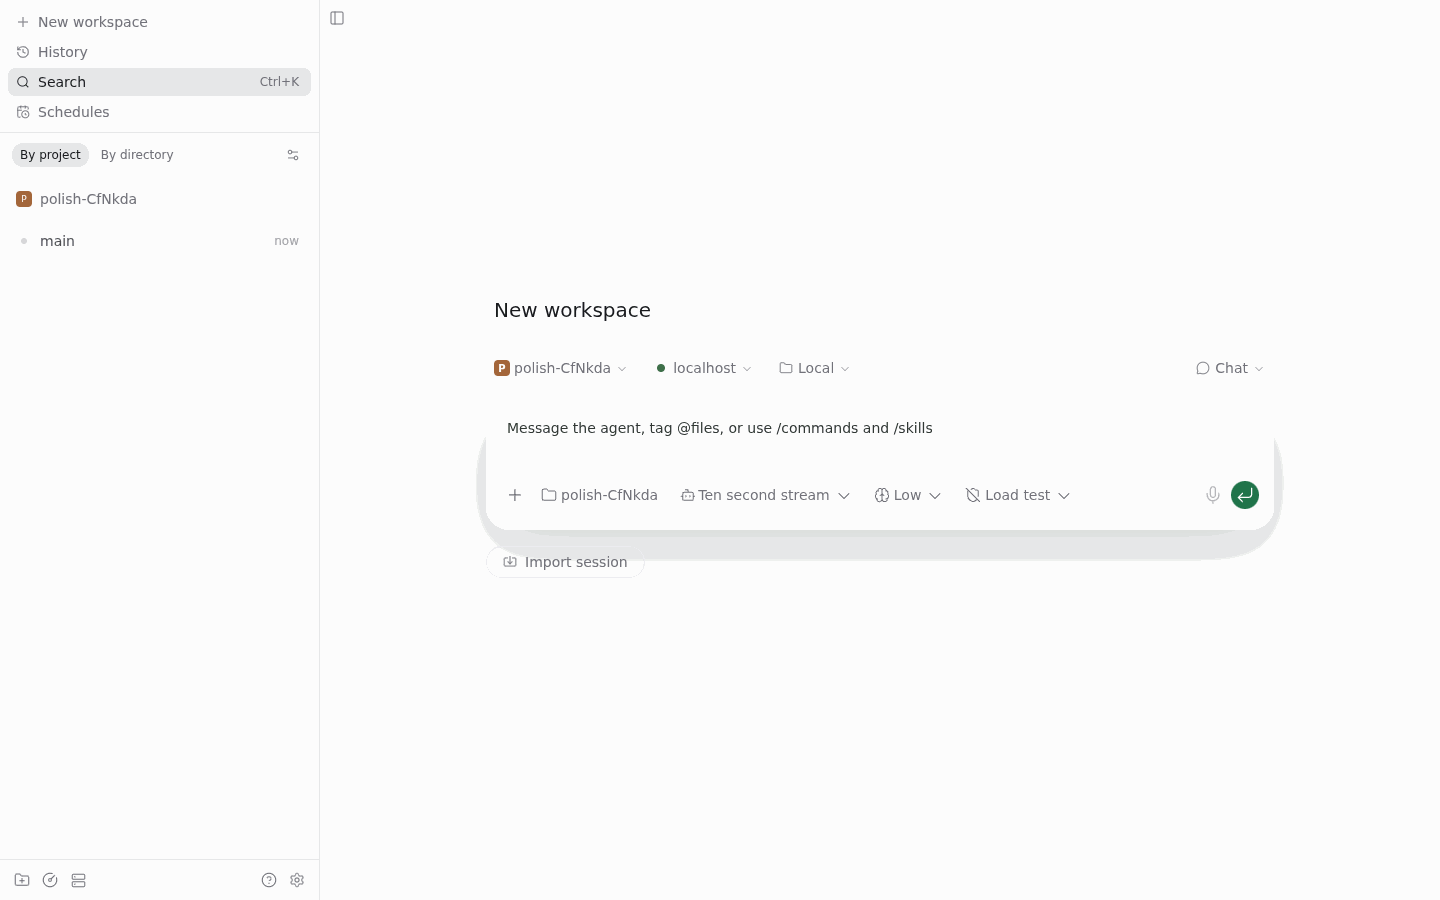 New workspace
History
Search Ctrl+K
Schedules
By project By directory
P polish-CfNkda
main now
New workspace
P polish-CfNkda localhost Local Chat
Message the agent, tag @files, or use /commands and /skills
polish-CfNkda Ten second stream Low Load test
Import session